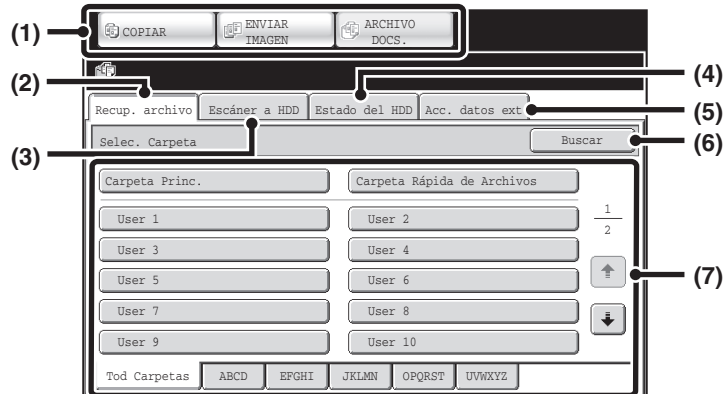 (1)
COPIAR
ENVIAR
IMAGEN
ARCHIVO
DOCS.
(2)
(4)
Recup. archivo
Escáner a HDD
Estado del HDD
Acc. datos ext
(5)
(3)
Selec. Carpeta
Buscar
(6)
Carpeta Princ.
Carpeta Rápida de Archivos
User 1
User 2
1
2
User 3
User 4
User 5
User 6
(7)
User 7
User 8
User 9
User 10
Tod Carpetas
ABCD
EFGHI
JKLMN
OPQRST
UVWXYZ